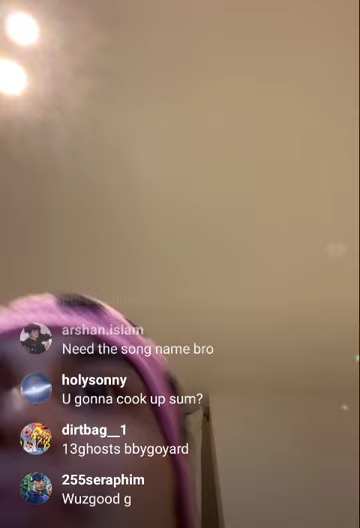 arshan.islam
Need the song name bro
holysonny
U gonna cook up sum?
dirtbag__1
13ghosts bbygoyard
255seraphim
Wuzgood g